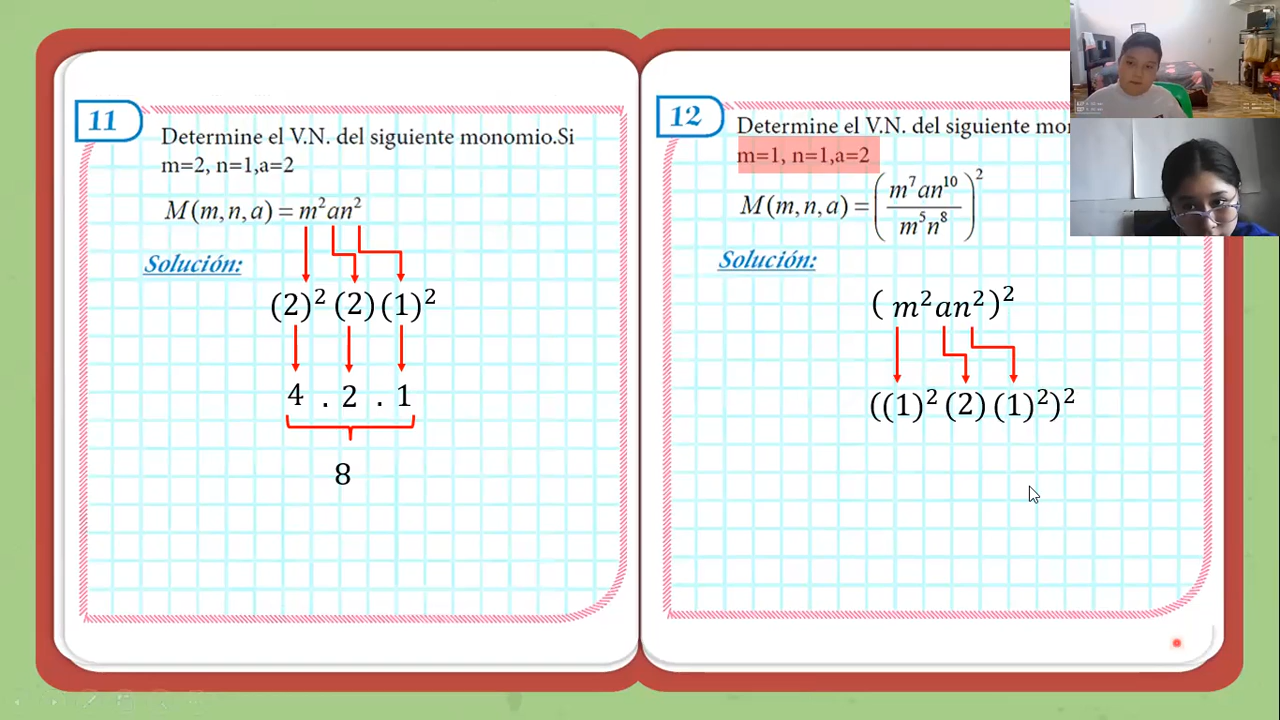 11
Determine el V.N. del siguiente monomio.Si
m=2, n=1,a=2
M(m,n,a) = m²an²
Solución:
(2)² (2) (1)²
4 . 2 . 1
8
12
Determine el V.N. del siguiente
m=1, n=1,a=2
M(m,n,a) = (m⁷an¹⁰ / m⁵n⁸)²
Solución:
( m²an² )²
((1)² (2) (1)²)²